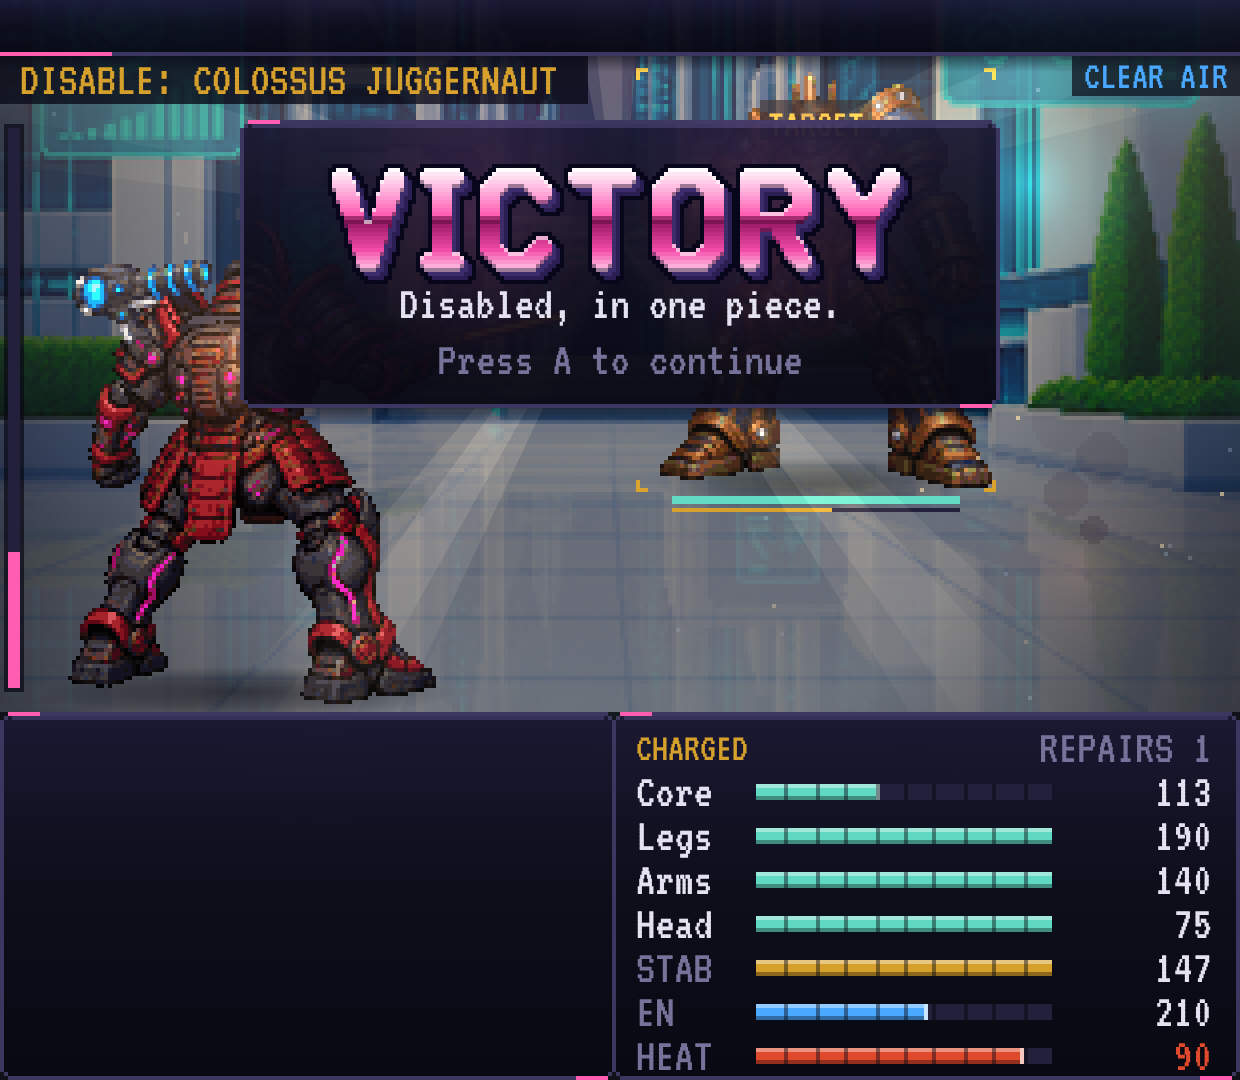 DISABLE: COLOSSUS JUGGERNAUT
CLEAR AIR
TARGET
VICTORY
Disabled, in one piece.
Press A to continue
CHARGED
REPAIRS 1
Core 113
Legs 190
Arms 140
Head 75
STAB 147
EN 210
HEAT 90